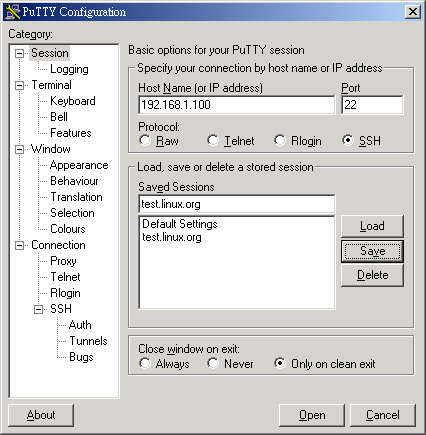 PuTTY Configuration
Category:
Session
Logging
Terminal
Keyboard
Bell
Features
Window
Appearance
Behaviour
Translation
Selection
Colours
Connection
Proxy
Telnet
Rlogin
SSH
Auth
Tunnels
Bugs
Basic options for your PuTTY session
Specify your connection by host name or IP address
Host Name (or IP address) Port
192.168.1.100 22
Protocol:
Raw Telnet Rlogin SSH
Load, save or delete a stored session
Saved Sessions
test.linux.org
Default Settings
test.linux.org
Load
Save
Delete
Close window on exit:
Always Never Only on clean exit
About Open Cancel